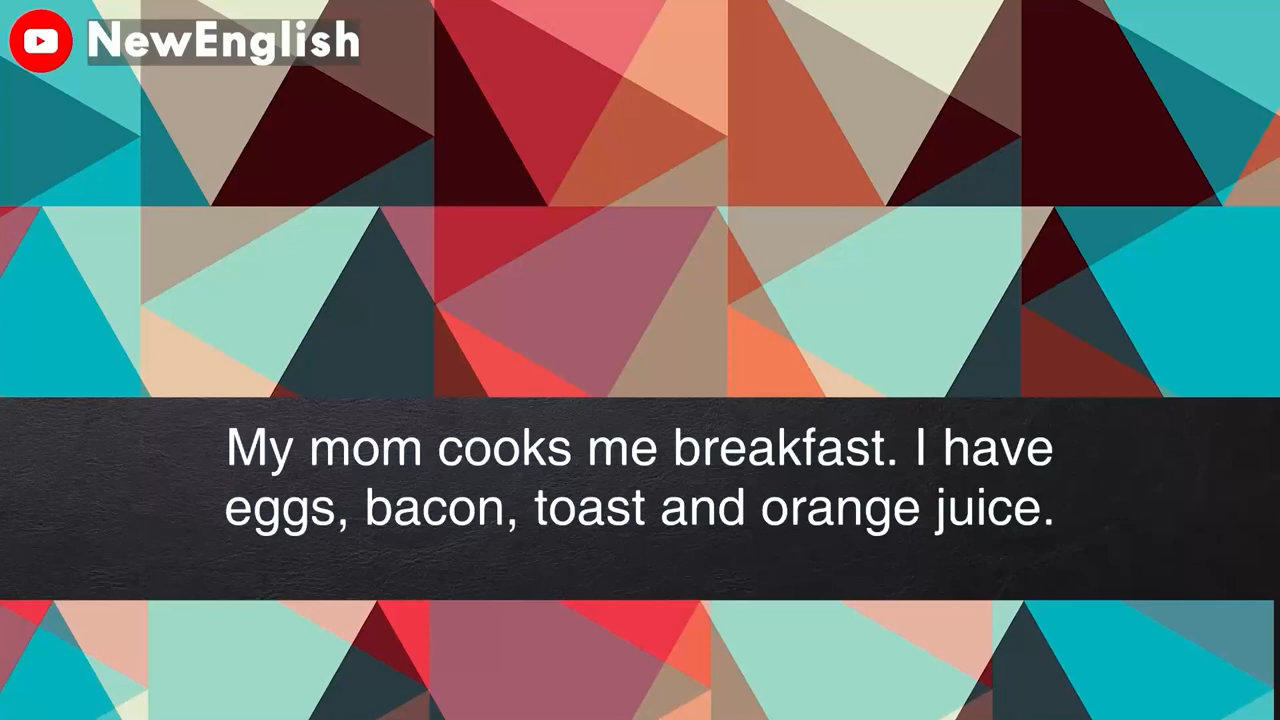 NewEnglish
My mom cooks me breakfast. I have
eggs, bacon, toast and orange juice.